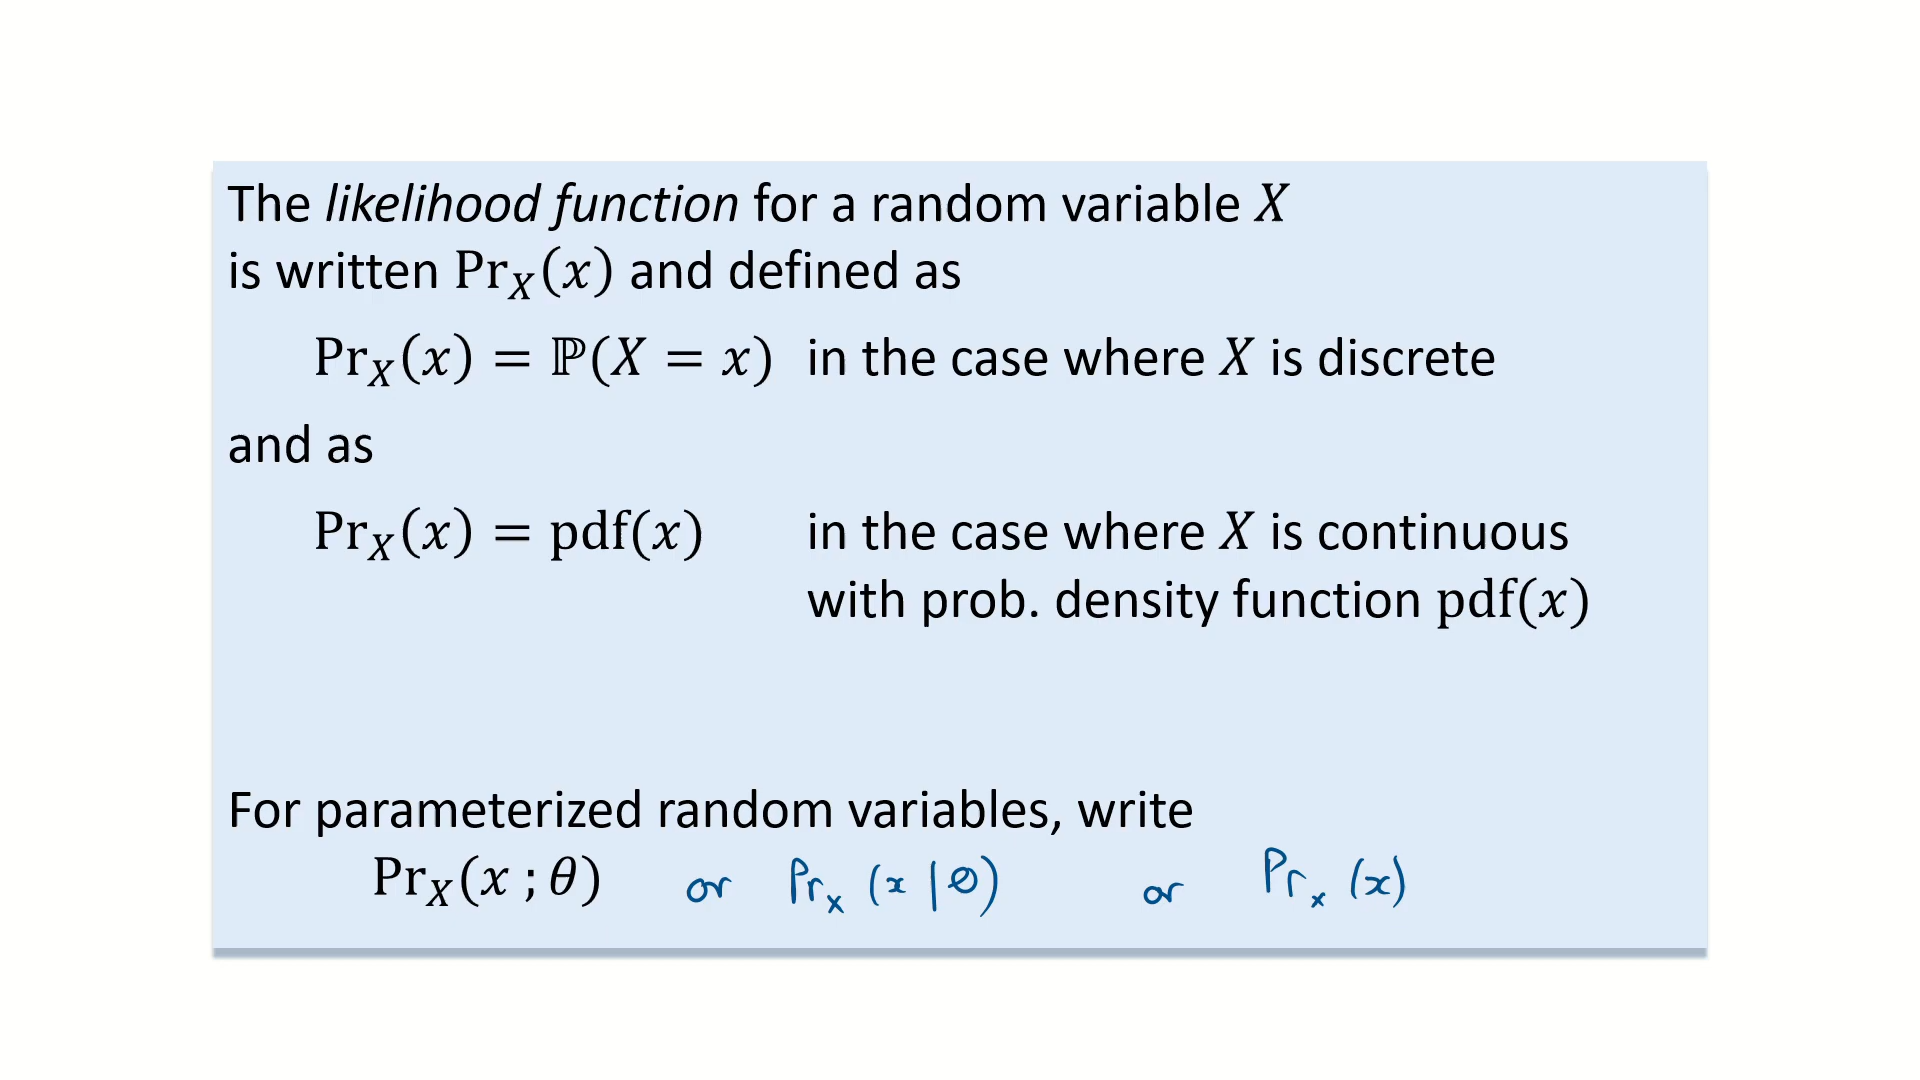 The likelihood function for a random variable X
is written Pr_X(x) and defined as
Pr_X(x) = ℙ(X = x) in the case where X is discrete
and as
Pr_X(x) = pdf(x) in the case where X is continuous
with prob. density function pdf(x)
For parameterized random variables, write
Pr_X(x ; θ) or Pr_X (x | θ) or Pr_X (x)